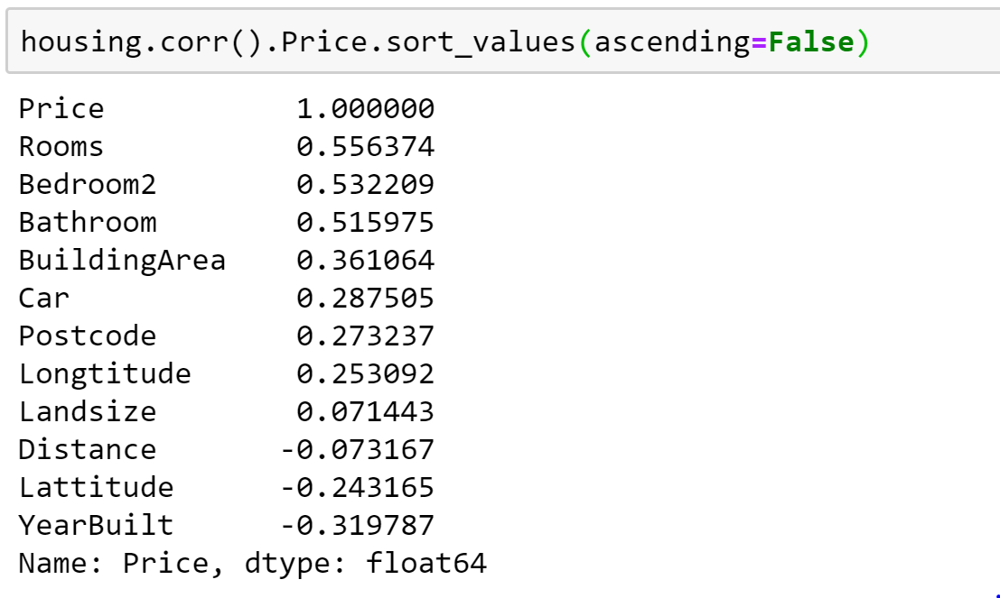 housing.corr().Price.sort_values(ascending=False)
Price 1.000000
Rooms 0.556374
Bedroom2 0.532209
Bathroom 0.515975
BuildingArea 0.361064
Car 0.287505
Postcode 0.273237
Longtitude 0.253092
Landsize 0.071443
Distance -0.073167
Lattitude -0.243165
YearBuilt -0.319787
Name: Price, dtype: float64